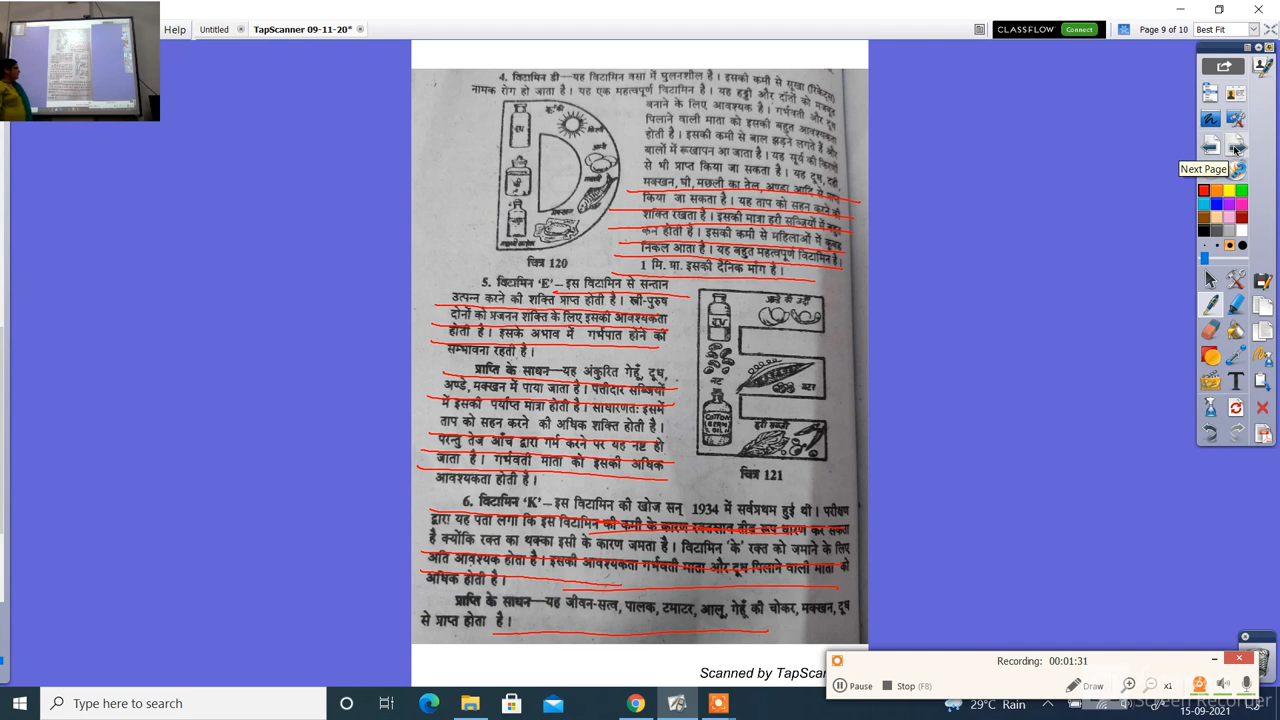 Help
Untitled
TapScanner 09-11-20*
CLASSFLOW
Connect
Page 9 of 10
Best Fit
Next Page
4. विटामिन डी—यह विटामिन वसा में घुलनशील है। इसकी कमी से सूखा (रिकेट्स)
नामक रोग हो जाता है। यह एक महत्वपूर्ण विटामिन है। यह हड्डी और दाँतों को मजबूत
बनाने के लिए आवश्यक है। गर्भवती और दूध
पिलाने वाली माता को इसकी बहुत आवश्यकता
होती है। इसकी कमी से बाल झड़ने लगते हैं और
बालों में रूखापन आ जाता है। यह सूर्य की किरणों
से भी प्राप्त किया जा सकता है। यह दूध, दही,
मक्खन, घी, मछली का तेल, अण्डा आदि से प्राप्त
किया जा सकता है। यह ताप को सहन करने की
शक्ति रखता है। इसकी मात्रा हरी सब्जियों में बहुत
कम होती है। इसकी कमी से महिलाओं में कूबड़
निकल आता है। यह बहुत महत्वपूर्ण विटामिन है।
1 मि. ग्रा. इसकी दैनिक माँग है।
चित्र 120
5. विटामिन 'E'—इस विटामिन से सन्तान
उत्पन्न करने की शक्ति प्राप्त होती है। स्त्री-पुरुष
दोनों को प्रजनन शक्ति के लिए इसकी आवश्यकता
होती है। इसके अभाव में गर्भपात होने की
सम्भावना रहती है।
प्राप्ति के साधन—यह अंकुरित गेहूँ, दूध,
अण्डे, मक्खन में पाया जाता है। पत्तीदार सब्जियों
में इसकी पर्याप्त मात्रा होती है। साधारणतः इसमें
ताप को सहन करने की अधिक शक्ति होती है।
परन्तु तेज आँच द्वारा गर्म करने पर यह नष्ट हो
जाता है। गर्भवती माता को इसकी अधिक
आवश्यकता होती है।
COTTON
OIL
मटर
चित्र 121
6. विटामिन 'K'—इस विटामिन की खोज सन् 1934 में सर्वप्रथम हुई थी। परीक्षण
द्वारा यह पता लगा कि इस विटामिन की कमी के कारण रक्तस्राव तीव्र रूप धारण कर सकता
है क्योंकि रक्त का थक्का इसी के कारण जमता है। विटामिन 'के' रक्त को जमाने के लिए
अति आवश्यक होता है। इसकी आवश्यकता गर्भवती माता और दूध पिलाने वाली माता को
अधिक होती है।
प्राप्ति के साधन—यह जीवन-सत्व, पालक, टमाटर, आलू, गेहूँ की चोकर, मक्खन, दूध
से प्राप्त होता है।
Scanned by TapScan
Recording: 00:01:31
Pause
Stop (F8)
Draw
x1
Screen Recorder
Type here to search
29°C Rain
15-09-2021